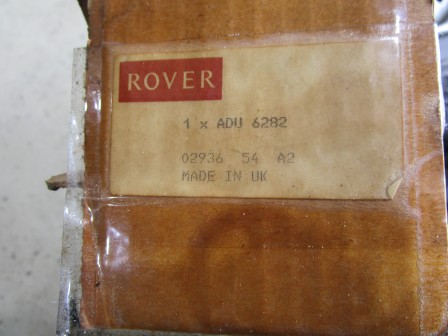 ROVER
1 x ADU 6282
02936 54 A2
MADE IN UK